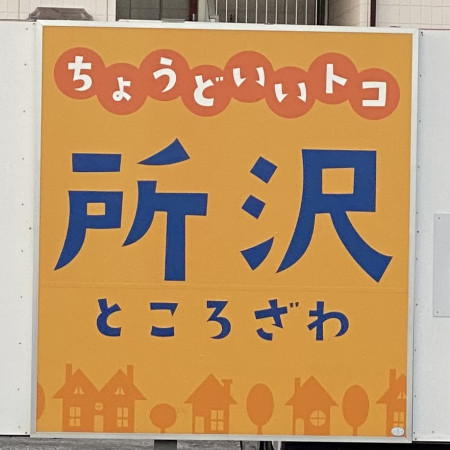 ちょうどいいトコ
所沢
ところざわ